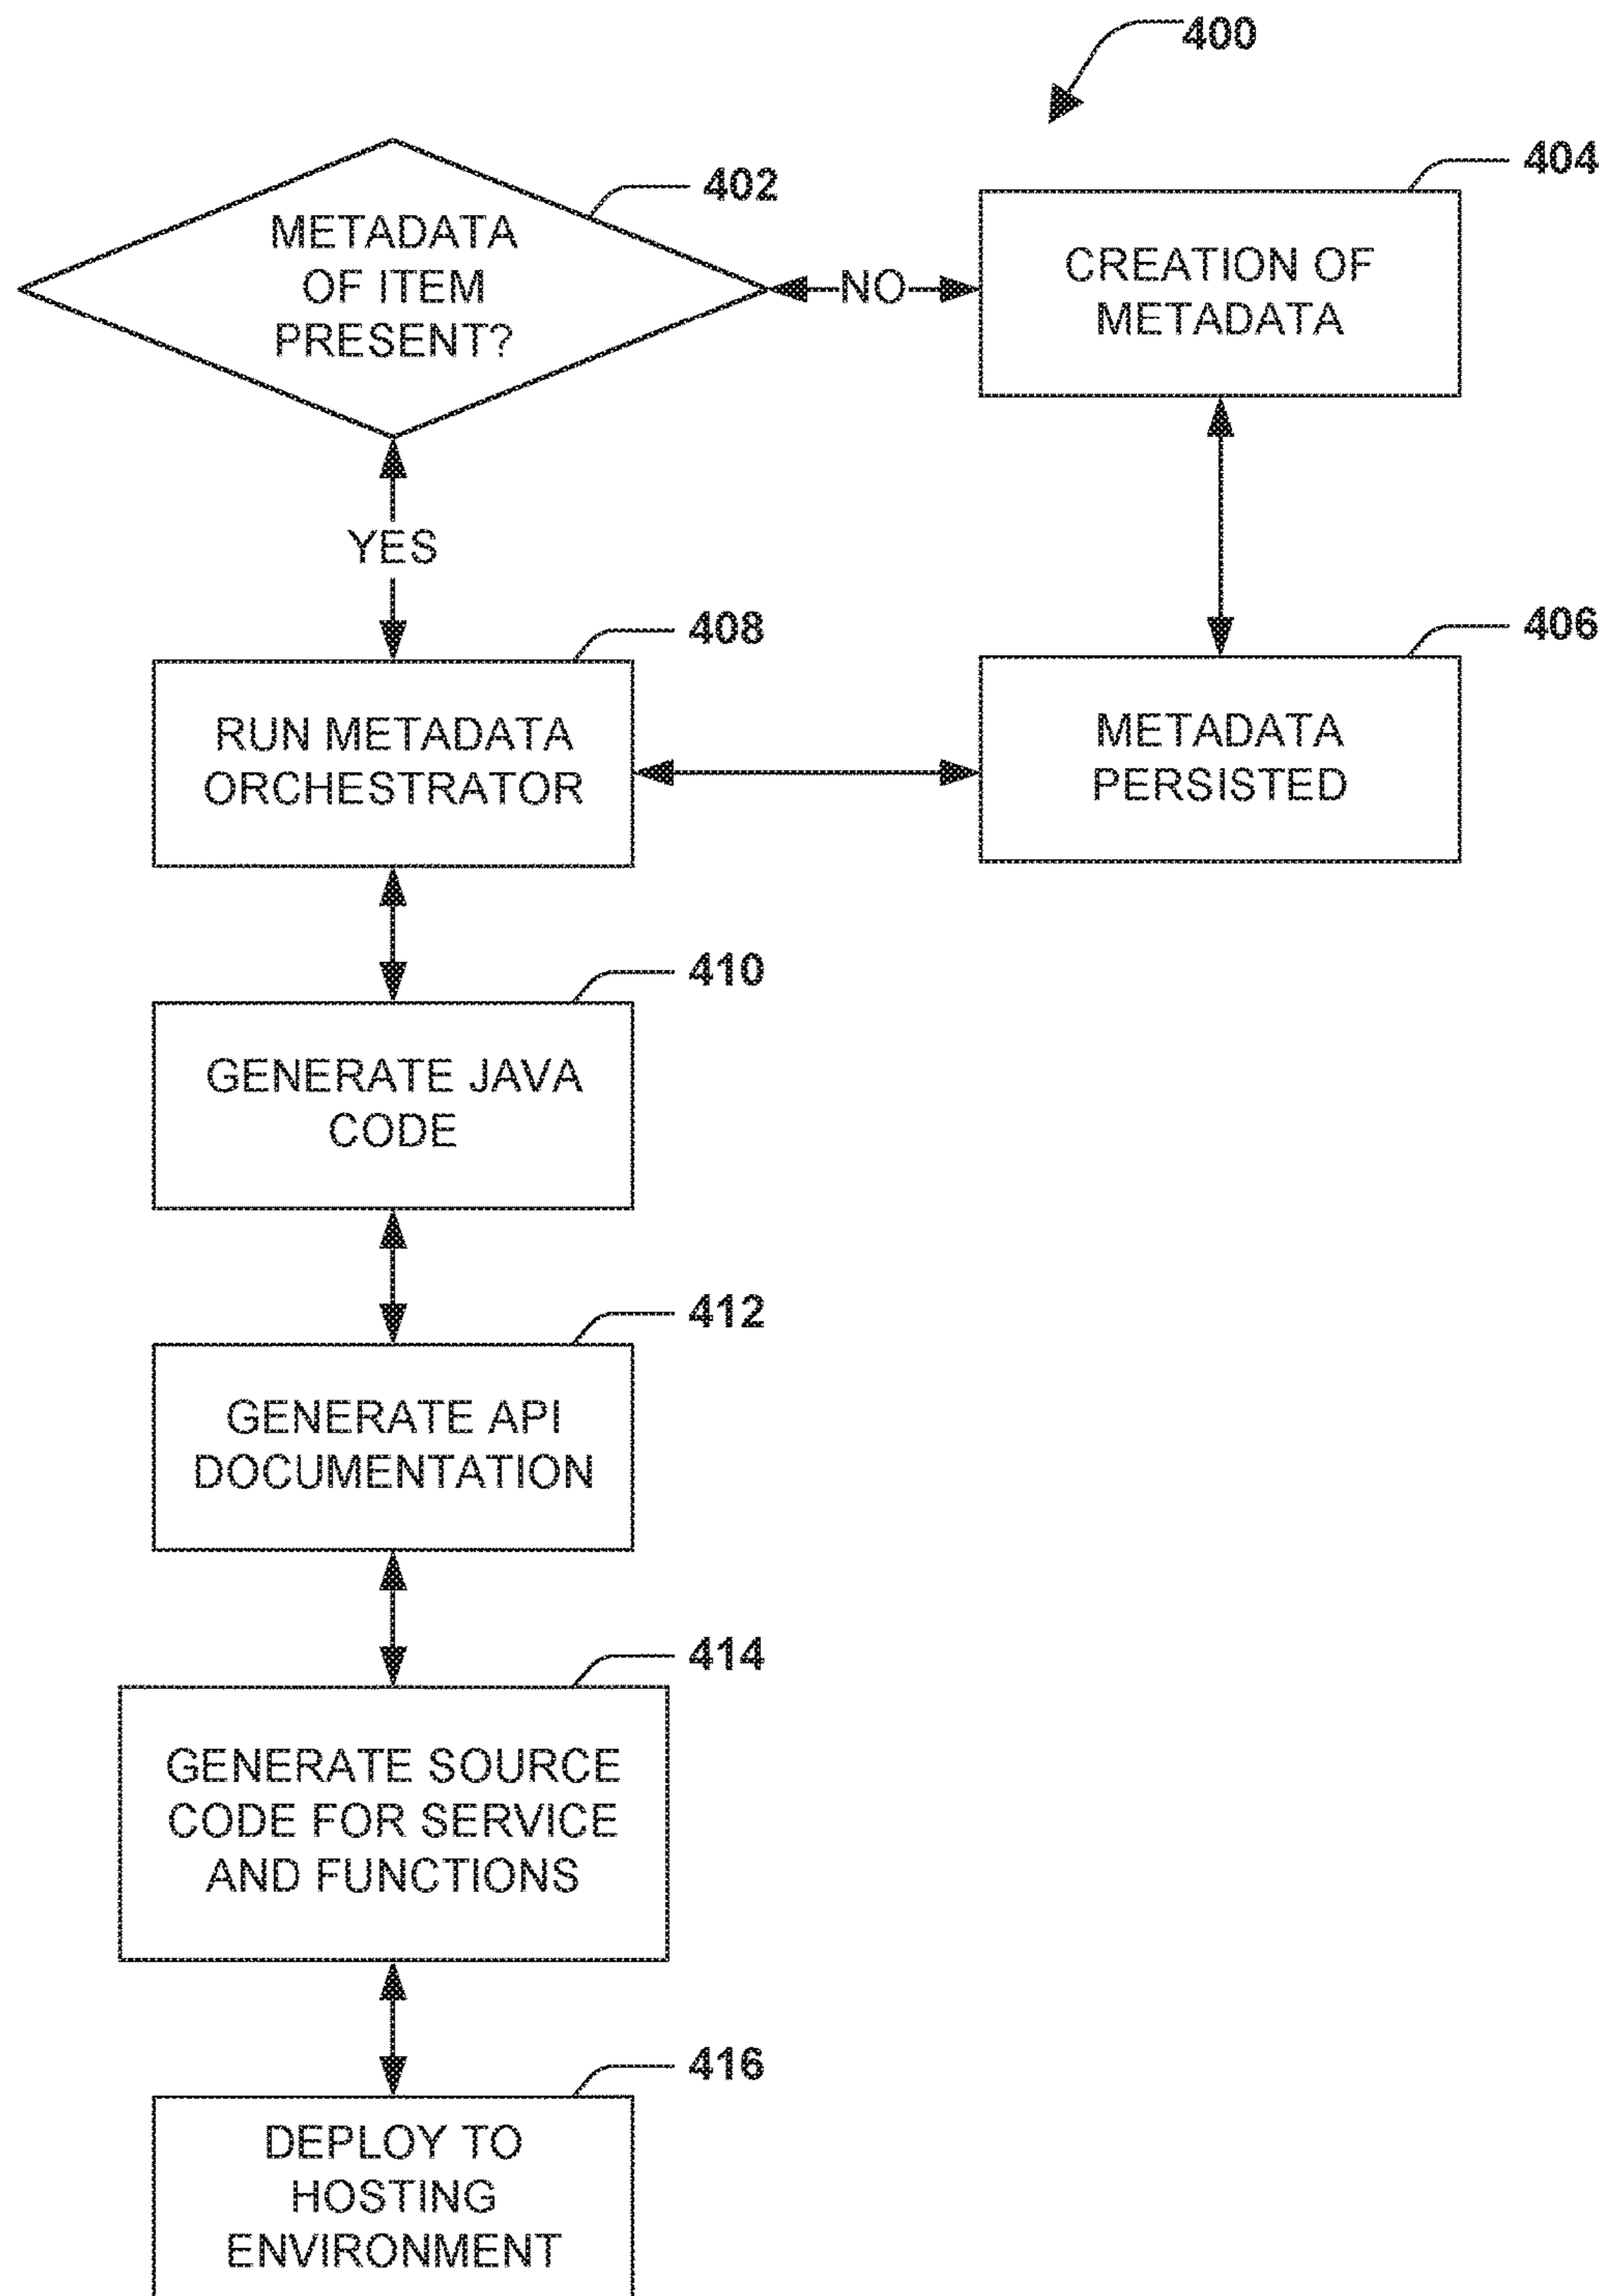 400
402
METADATA
OF ITEM
PRESENT?
NO
404
CREATION OF
METADATA
YES
408
RUN METADATA
ORCHESTRATOR
406
METADATA
PERSISTED
410
GENERATE JAVA
CODE
412
GENERATE API
DOCUMENTATION
414
GENERATE SOURCE
CODE FOR SERVICE
AND FUNCTIONS
416
DEPLOY TO
HOSTING
ENVIRONMENT